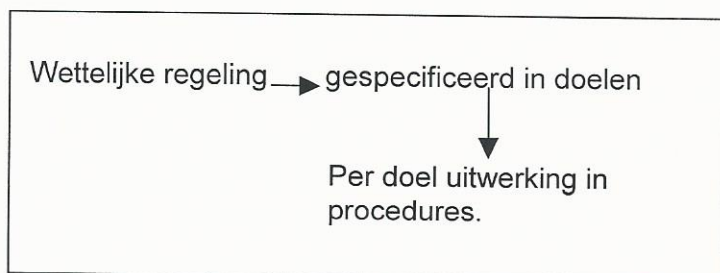 Wettelijke regeling gespecificeerd in doelen
Per doel uitwerking in
procedures.